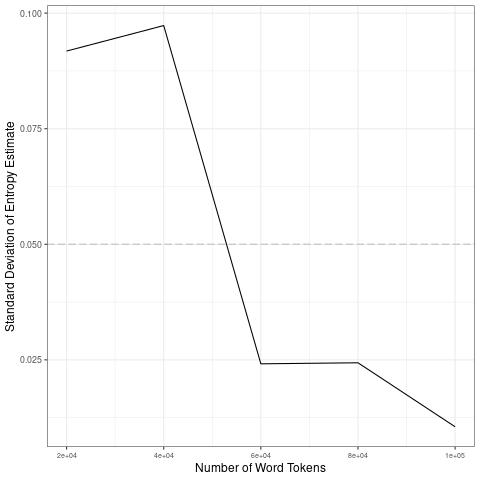 0.100
0.075
0.050
0.025
Standard Deviation of Entropy Estimate
2e+04 4e+04 6e+04 8e+04 1e+05
Number of Word Tokens